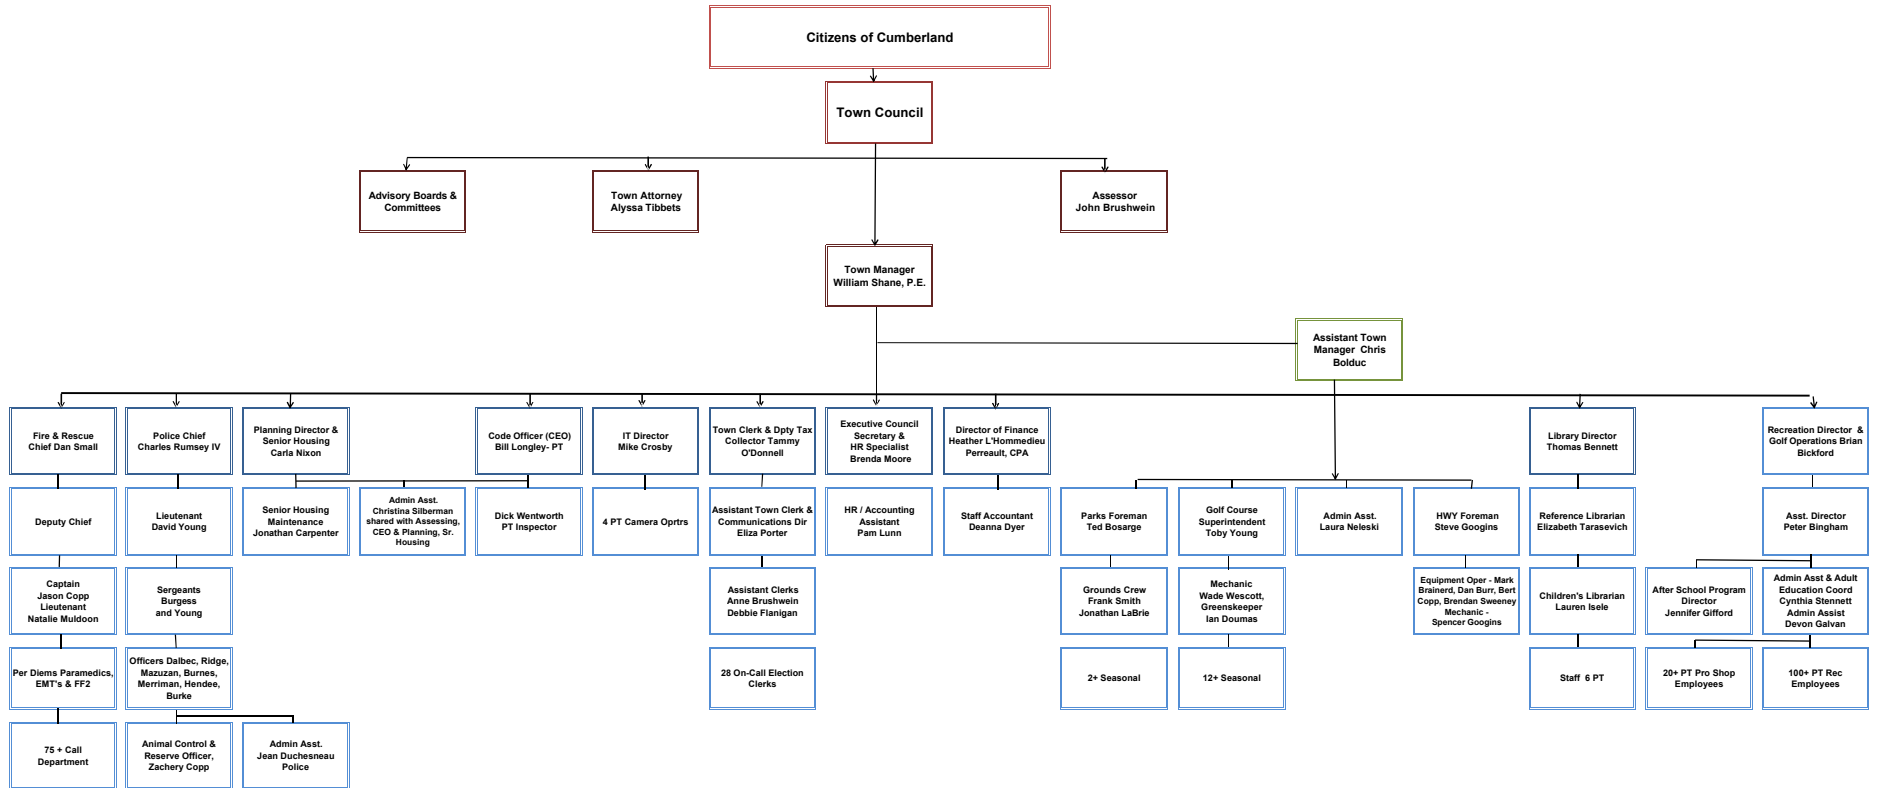 Citizens of Cumberland
Town Council
Advisory Boards &
Committees
Town Attorney
Alyssa Tibbets
Assessor
John Brushwein
Town Manager
William Shane, P.E.
Assistant Town
Manager Chris
Bolduc
Fire & Rescue
Chief Dan Small
Police Chief
Charles Rumsey IV
Planning Director &
Senior Housing
Carla Nixon
Code Officer (CEO)
Bill Longley- PT
IT Director
Mike Crosby
Town Clerk & Dpty Tax
Collector Tammy
O'Donnell
Executive Council
Secretary &
HR Specialist
Brenda Moore
Director of Finance
Heather L'Hommedieu
Perreault, CPA
Library Director
Thomas Bennett
Recreation Director &
Golf Operations Brian
Bickford
Deputy Chief
Lieutenant
David Young
Senior Housing
Maintenance
Jonathan Carpenter
Admin Asst.
Christina Silberman
shared with Assessing,
CEO & Planning, Sr.
Housing
Dick Wentworth
PT Inspector
4 PT Camera Oprtrs
Assistant Town Clerk &
Communications Dir
Eliza Porter
HR / Accounting
Assistant
Pam Lunn
Staff Accountant
Deanna Dyer
Parks Foreman
Ted Bosarge
Golf Course
Superintendent
Toby Young
Admin Asst.
Laura Neleski
HWY Foreman
Steve Googins
Reference Librarian
Elizabeth Tarasevich
Asst. Director
Peter Bingham
Captain
Jason Copp
Lieutenant
Natalie Muldoon
Sergeants
Burgess
and Young
Assistant Clerks
Anne Brushwein
Debbie Flanigan
Grounds Crew
Frank Smith
Jonathan LaBrie
Mechanic
Wade Wescott,
Greenskeeper
Ian Doumas
Equipment Oper - Mark
Brainerd, Dan Burr, Bert
Copp, Brendan Sweeney
Mechanic -
Spencer Googins
Children's Librarian
Lauren Isele
After School Program
Director
Jennifer Gifford
Admin Asst & Adult
Education Coord
Cynthia Stennett
Admin Assist
Devon Galvan
Per Diems Paramedics,
EMT's & FF2
Officers Dalbec, Ridge,
Mazuzan, Burnes,
Merriman, Hendee,
Burke
28 On-Call Election
Clerks
2+ Seasonal
12+ Seasonal
Staff 6 PT
20+ PT Pro Shop
Employees
100+ PT Rec
Employees
75 + Call
Department
Animal Control &
Reserve Officer,
Zachery Copp
Admin Asst.
Jean Duchesneau
Police